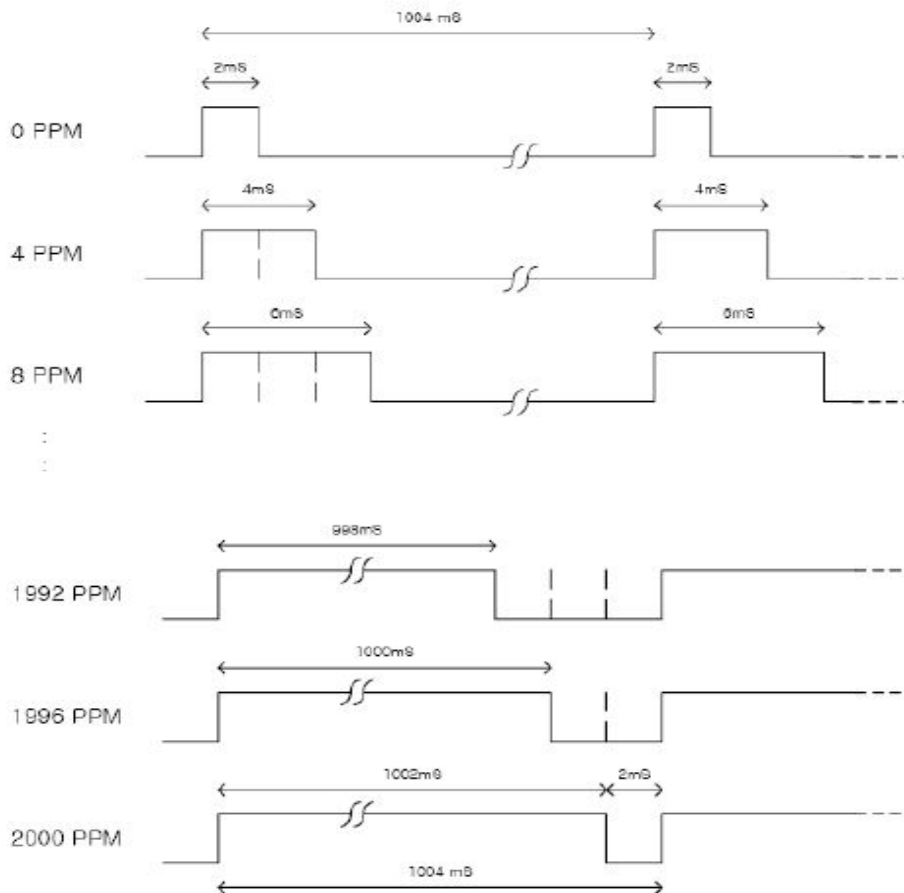 1004 mS
2mS 2mS
0 PPM
4mS 4mS
4 PPM
6mS 6mS
8 PPM
:
:
998mS
1992 PPM
1000mS
1996 PPM
1002mS 2mS
2000 PPM
1004 mS